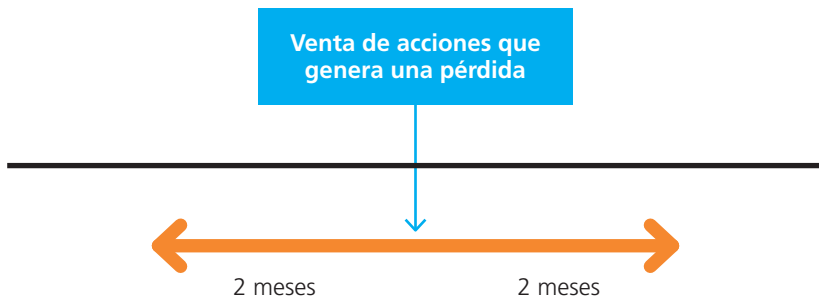 Venta de acciones que
genera una pérdida
2 meses
2 meses